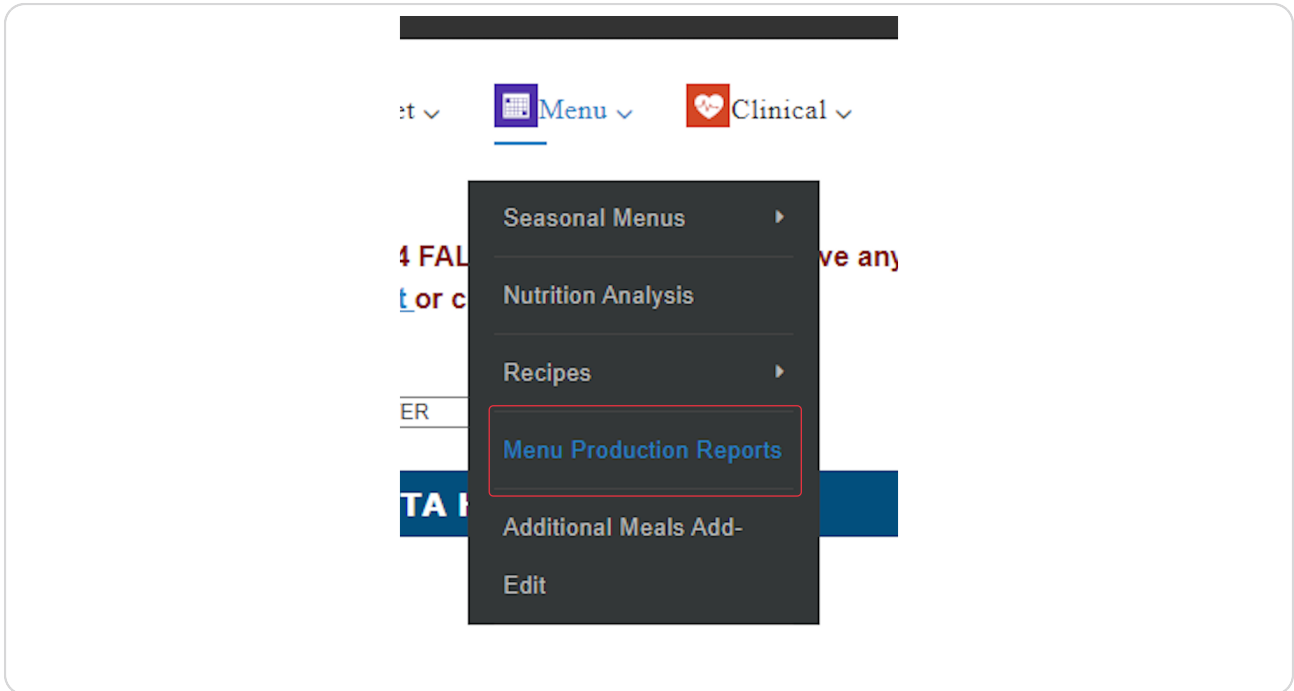 et Menu Clinical
Seasonal Menus
4 FAL ve any
t or c
Nutrition Analysis
Recipes
ER
Menu Production Reports
TA H
Additional Meals Add-
Edit